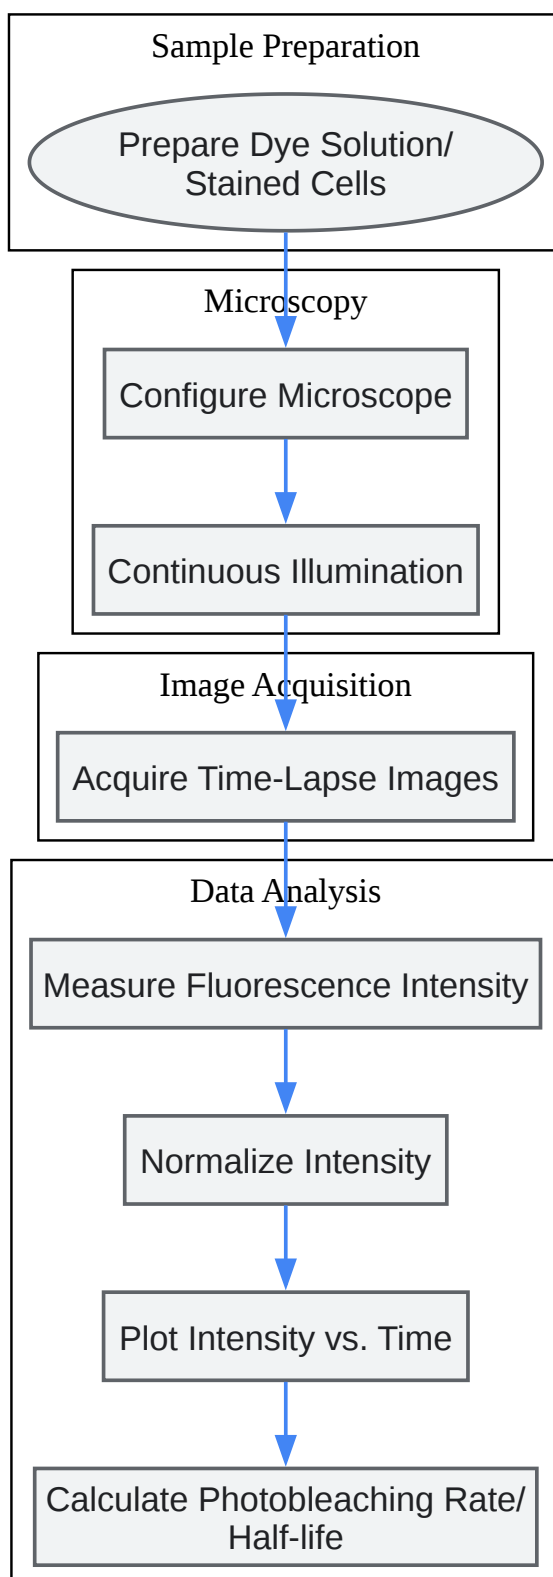 Sample Preparation
Prepare Dye Solution/
Stained Cells
Microscopy
Configure Microscope
Continuous Illumination
Image Acquisition
Acquire Time-Lapse Images
Data Analysis
Measure Fluorescence Intensity
Normalize Intensity
Plot Intensity vs. Time
Calculate Photobleaching Rate/
Half-life